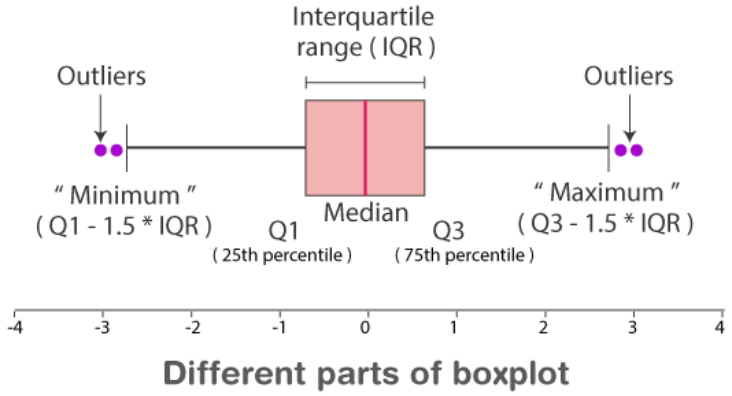 Interquartile
range ( IQR )
Outliers
Outliers
“ Minimum ”
( Q1 - 1.5 * IQR )
“ Maximum ”
( Q3 - 1.5 * IQR )
Median
Q1
( 25th percentile )
Q3
( 75th percentile )
-4 -3 -2 -1 0 1 2 3 4
Different parts of boxplot